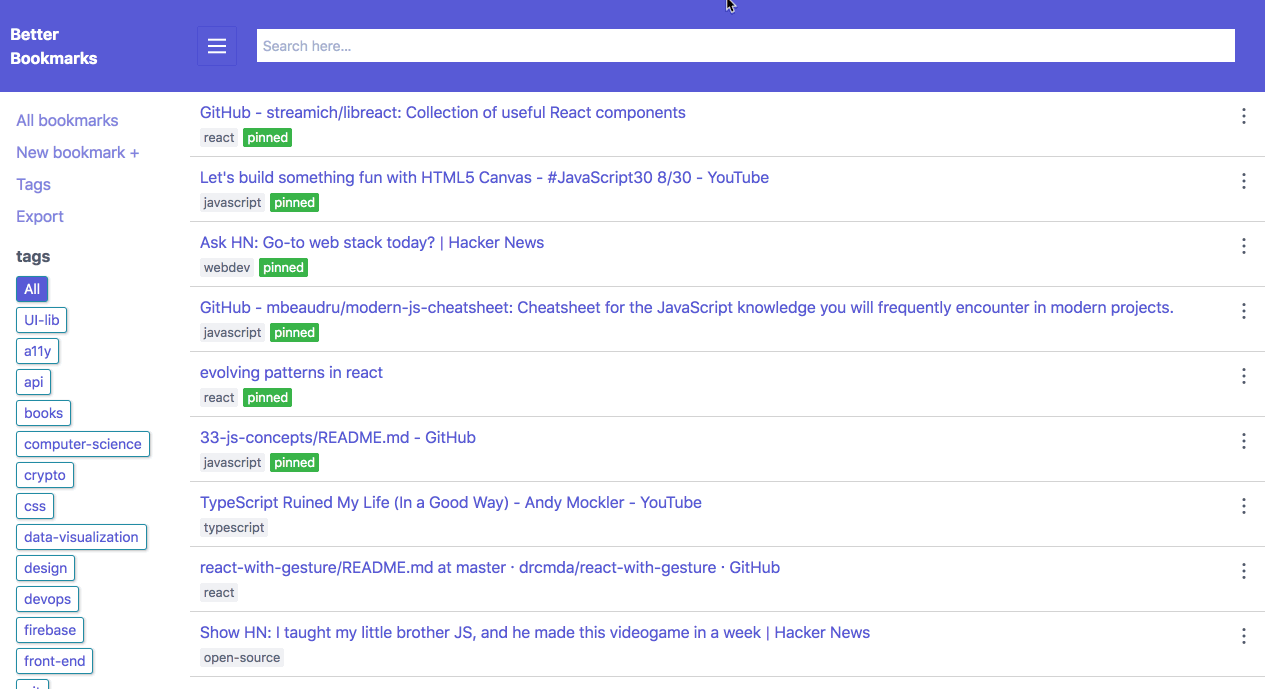 Better
Bookmarks
Search here...
All bookmarks
New bookmark +
Tags
Export
tags
All
UI-lib
a11y
api
books
computer-science
crypto
css
data-visualization
design
devops
firebase
front-end
GitHub - streamich/libreact: Collection of useful React components
react pinned
Let's build something fun with HTML5 Canvas - #JavaScript30 8/30 - YouTube
javascript pinned
Ask HN: Go-to web stack today? | Hacker News
webdev pinned
GitHub - mbeaudru/modern-js-cheatsheet: Cheatsheet for the JavaScript knowledge you will frequently encounter in modern projects.
javascript pinned
evolving patterns in react
react pinned
33-js-concepts/README.md - GitHub
javascript pinned
TypeScript Ruined My Life (In a Good Way) - Andy Mockler - YouTube
typescript
react-with-gesture/README.md at master · drcmda/react-with-gesture · GitHub
react
Show HN: I taught my little brother JS, and he made this videogame in a week | Hacker News
open-source